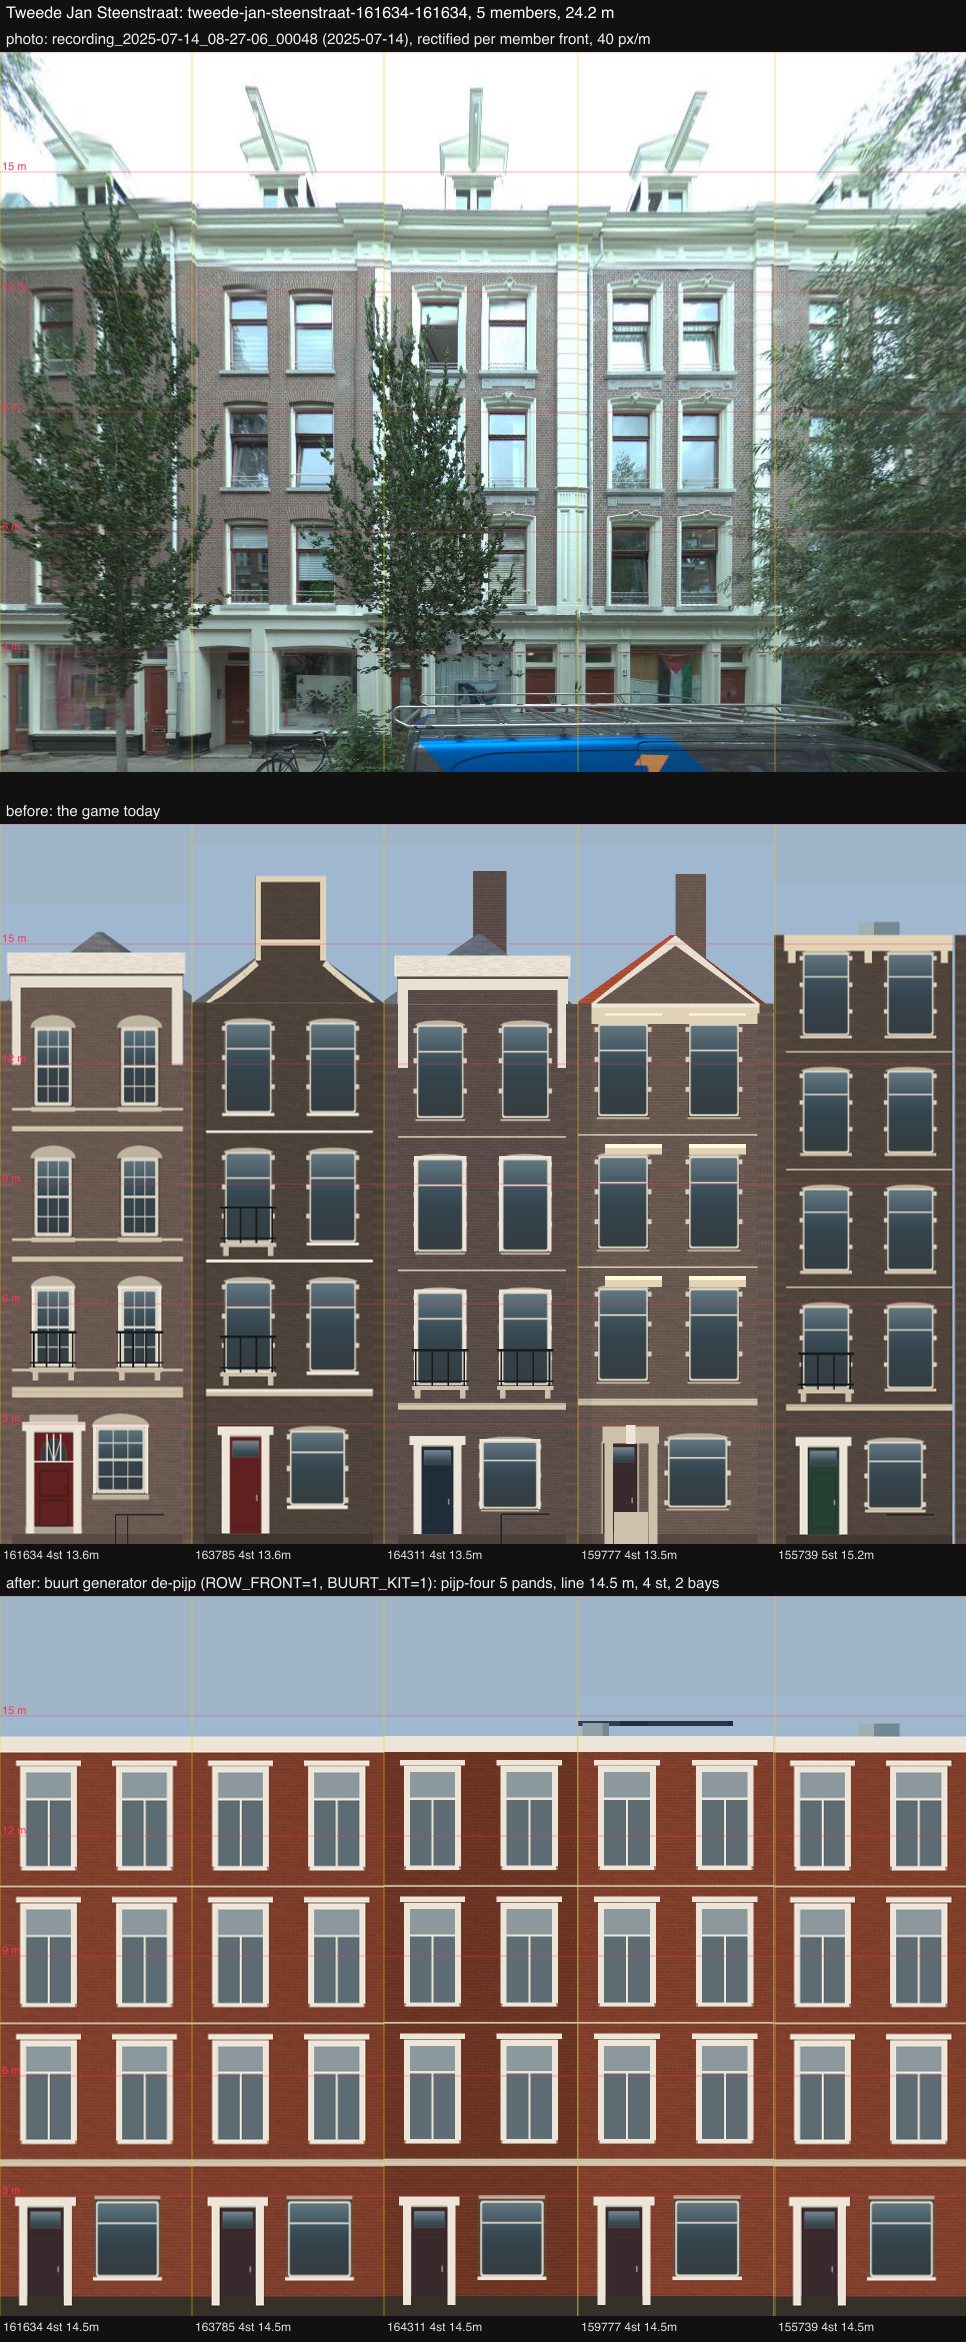 Tweede Jan Steenstraat: tweede-jan-steenstraat-161634-161634, 5 members, 24.2 m
photo: recording_2025-07-14_08-27-06_00048 (2025-07-14), rectified per member front, 40 px/m
15 m
12 m
9 m
6 m
3 m
before: the game today
15 m
12 m
9 m
6 m
3 m
161634 4st 13.6m
163785 4st 13.6m
164311 4st 13.5m
159777 4st 13.5m
155739 5st 15.2m
after: buurt generator de-pijp (ROW_FRONT=1, BUURT_KIT=1): pijp-four 5 pands, line 14.5 m, 4 st, 2 bays
15 m
12 m
9 m
6 m
3 m
161634 4st 14.5m
163785 4st 14.5m
164311 4st 14.5m
159777 4st 14.5m
155739 4st 14.5m